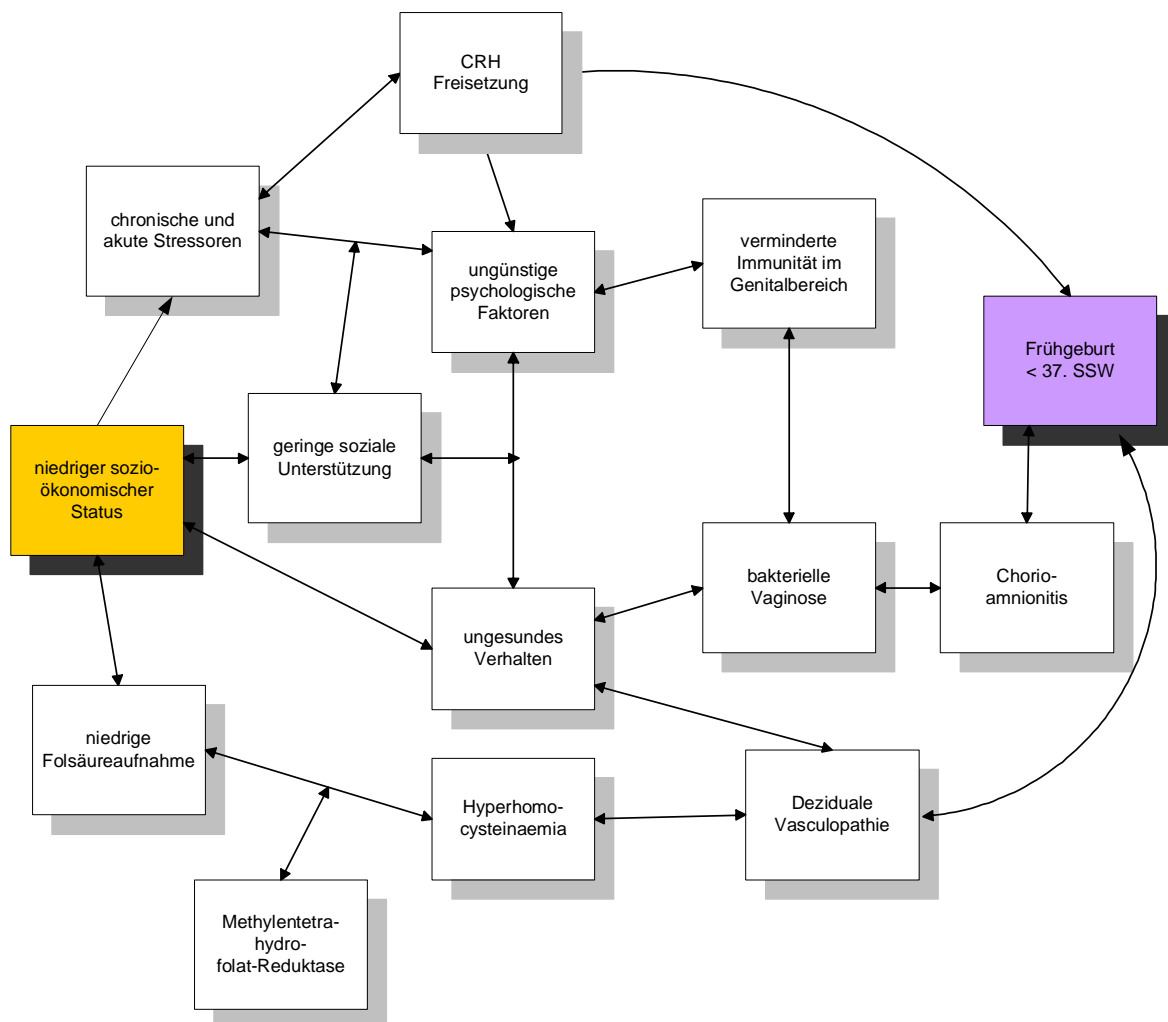 CRH
Freisetzung
chronische und
akute Stressoren
ungünstige
psychologische
Faktoren
verminderte
Immunität im
Genitalbereich
Frühgeburt
< 37. SSW
geringe soziale
Unterstützung
niedriger sozio-
ökonomischer
Status
bakterielle
Vaginose
Chorio-
amnionitis
ungesundes
Verhalten
niedrige
Folsäureaufnahme
Hyperhomo-
cysteinaemia
Deziduale
Vasculopathie
Methylentetra-
hydro-
folat-Reduktase